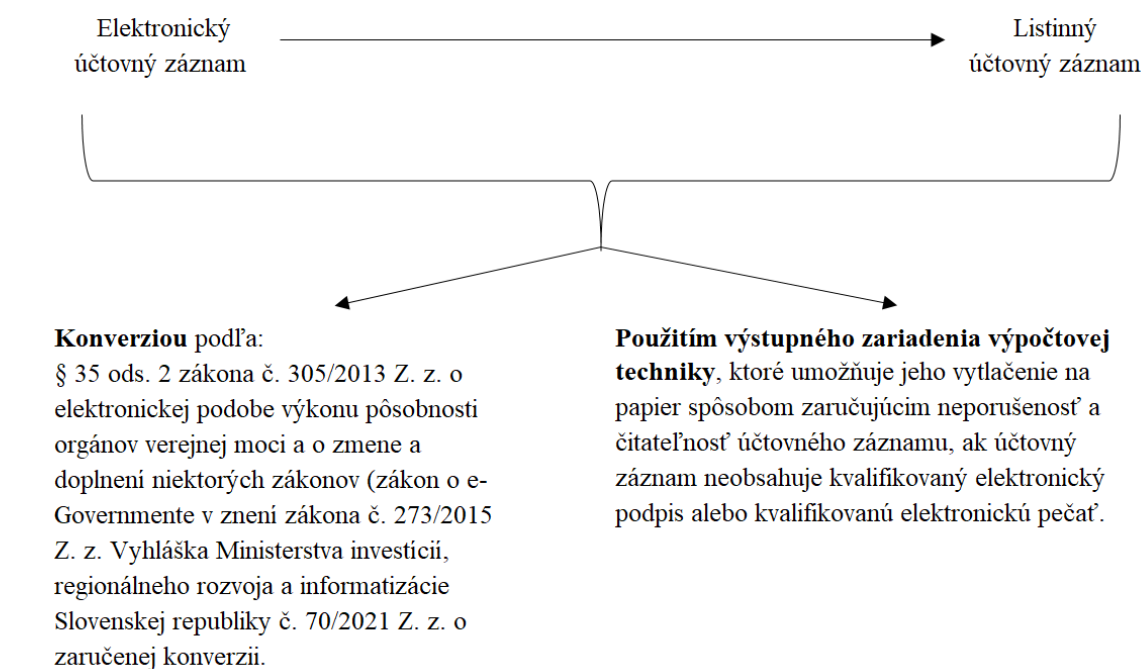 Elektronický
účtovný záznam
Listinný
účtovný záznam
Konverziou podľa:
§ 35 ods. 2 zákona č. 305/2013 Z. z. o
elektronickej podobe výkonu pôsobnosti
orgánov verejnej moci a o zmene a
doplnení niektorých zákonov (zákon o e-
Governmente v znení zákona č. 273/2015
Z. z. Vyhláška Ministerstva investícií,
regionálneho rozvoja a informatizácie
Slovenskej republiky č. 70/2021 Z. z. o
zaručenej konverzii.
Použitím výstupného zariadenia výpočtovej
techniky, ktoré umožňuje jeho vytlačenie na
papier spôsobom zaručujúcim neporušenosť a
čitateľnosť účtovného záznamu, ak účtovný
záznam neobsahuje kvalifikovaný elektronický
podpis alebo kvalifikovanú elektronickú pečať.